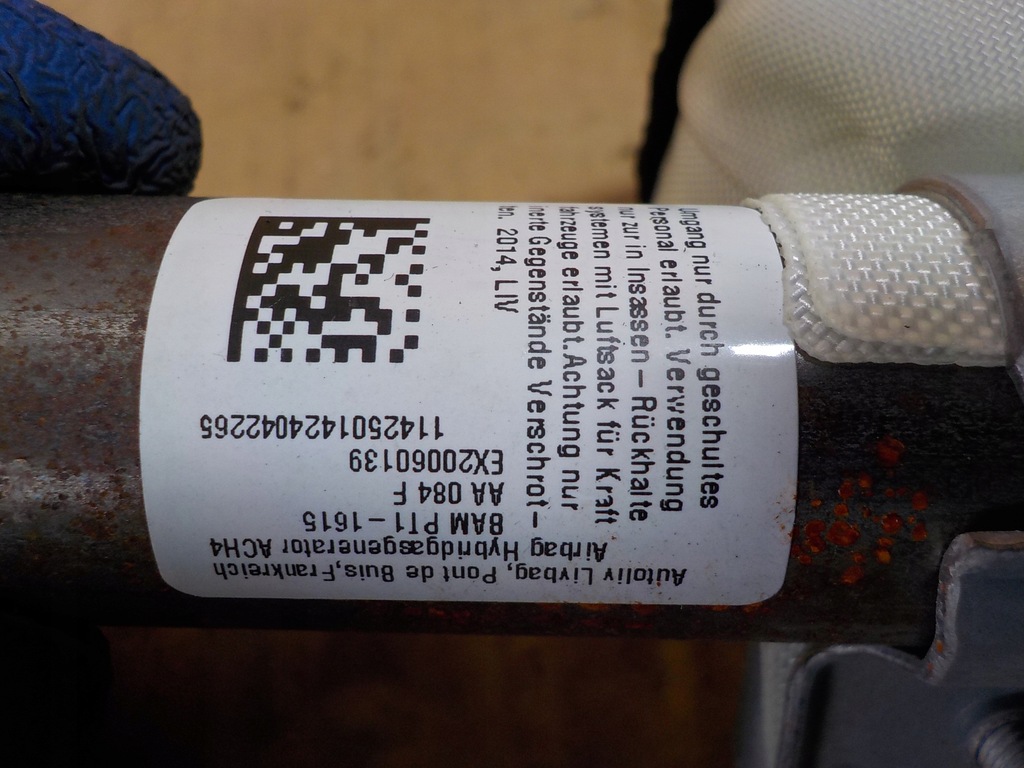 Autoliv Livbag, Pont de Buis,Frankreich
Airbag Hybridgasgenerator ACH4
BAM PT1-1615
AA 084 F
EX20060139
1142501424042265
Umgang nur durch geschultes
Personal erlaubt. Verwendung
nur zur in Insassen - Rückhalte
systemen mit Luftsack für Kraft
fahrzeuge erlaubt. Achtung nur
Gegenstände Verschrot-
ten. 2014, LIV